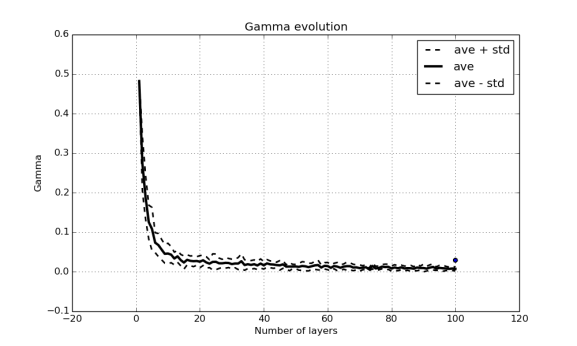 Gamma evolution
0.6
ave + std
ave
ave - std
0.5
0.4
0.3
Gamma
0.2
0.1
0.0
−0.1
−20 0 20 40 60 80 100 120
Number of layers